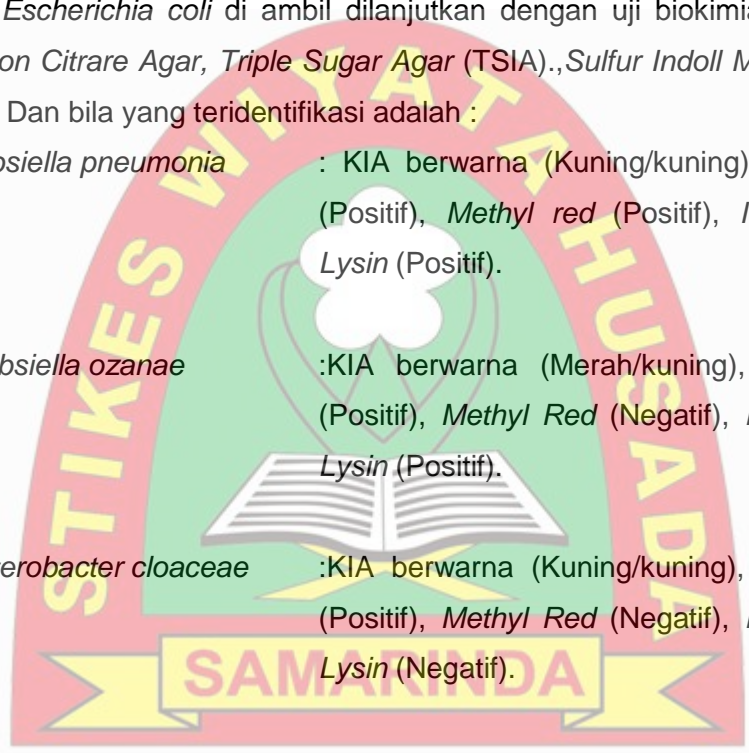 Escherichia coli di ambil dilanjutkan dengan uji biokimia
on Citrare Agar, Triple Sugar Agar (TSIA).,Sulfur Indoll M
Dan bila yang teridentifikasi adalah :
bsiella pneumonia : KIA berwarna (Kuning/kuning)
(Positif), Methyl red (Positif),
Lysin (Positif).
bsiella ozanae :KIA berwarna (Merah/kuning),
(Positif), Methyl Red (Negatif),
Lysin (Positif).
terobacter cloaceae :KIA berwarna (Kuning/kuning),
(Positif), Methyl Red (Negatif),
Lysin (Negatif).
STIKES WIYATA HUSADA
SAMARINDA